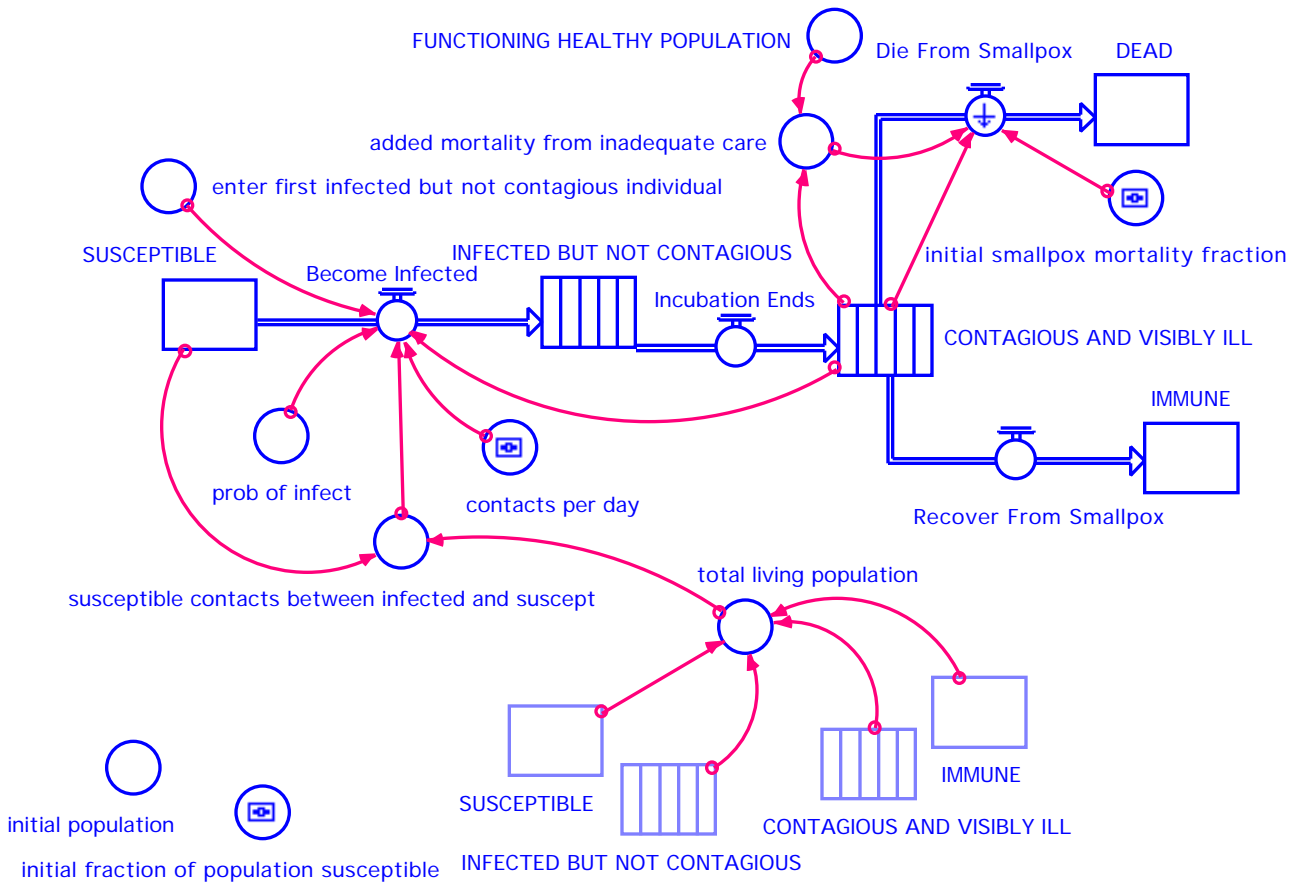 FUNCTIONING HEALTHY POPULATION
Die From Smallpox
DEAD
added mortality from inadequate care
enter first infected but not contagious individual
SUSCEPTIBLE
INFECTED BUT NOT CONTAGIOUS
initial smallpox mortality fraction
Become Infected
Incubation Ends
CONTAGIOUS AND VISIBLY ILL
IMMUNE
prob of infect
contacts per day
Recover From Smallpox
total living population
susceptible contacts between infected and suscept
IMMUNE
SUSCEPTIBLE
initial population
CONTAGIOUS AND VISIBLY ILL
INFECTED BUT NOT CONTAGIOUS
initial fraction of population susceptible